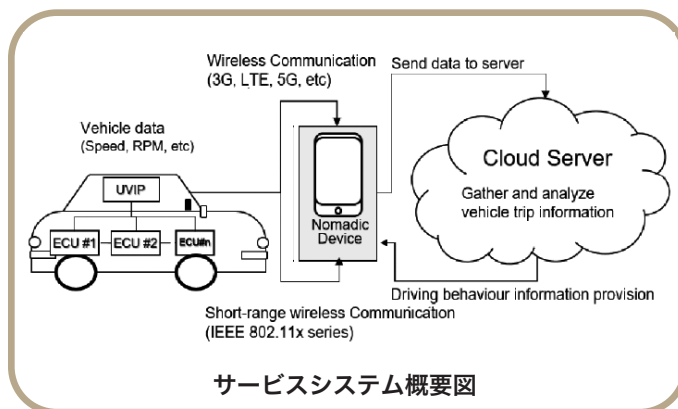 Wireless Communication
(3G, LTE, 5G, etc)
Send data to server
Vehicle data
(Speed, RPM, etc)
UVIP
ECU #1
ECU #2
ECU#n
Nomadic
Device
Cloud Server
Gather and analyze
vehicle trip information
Driving behaviour information provision
Short-range wireless Communication
(IEEE 802.11x series)
サービスシステム概要図